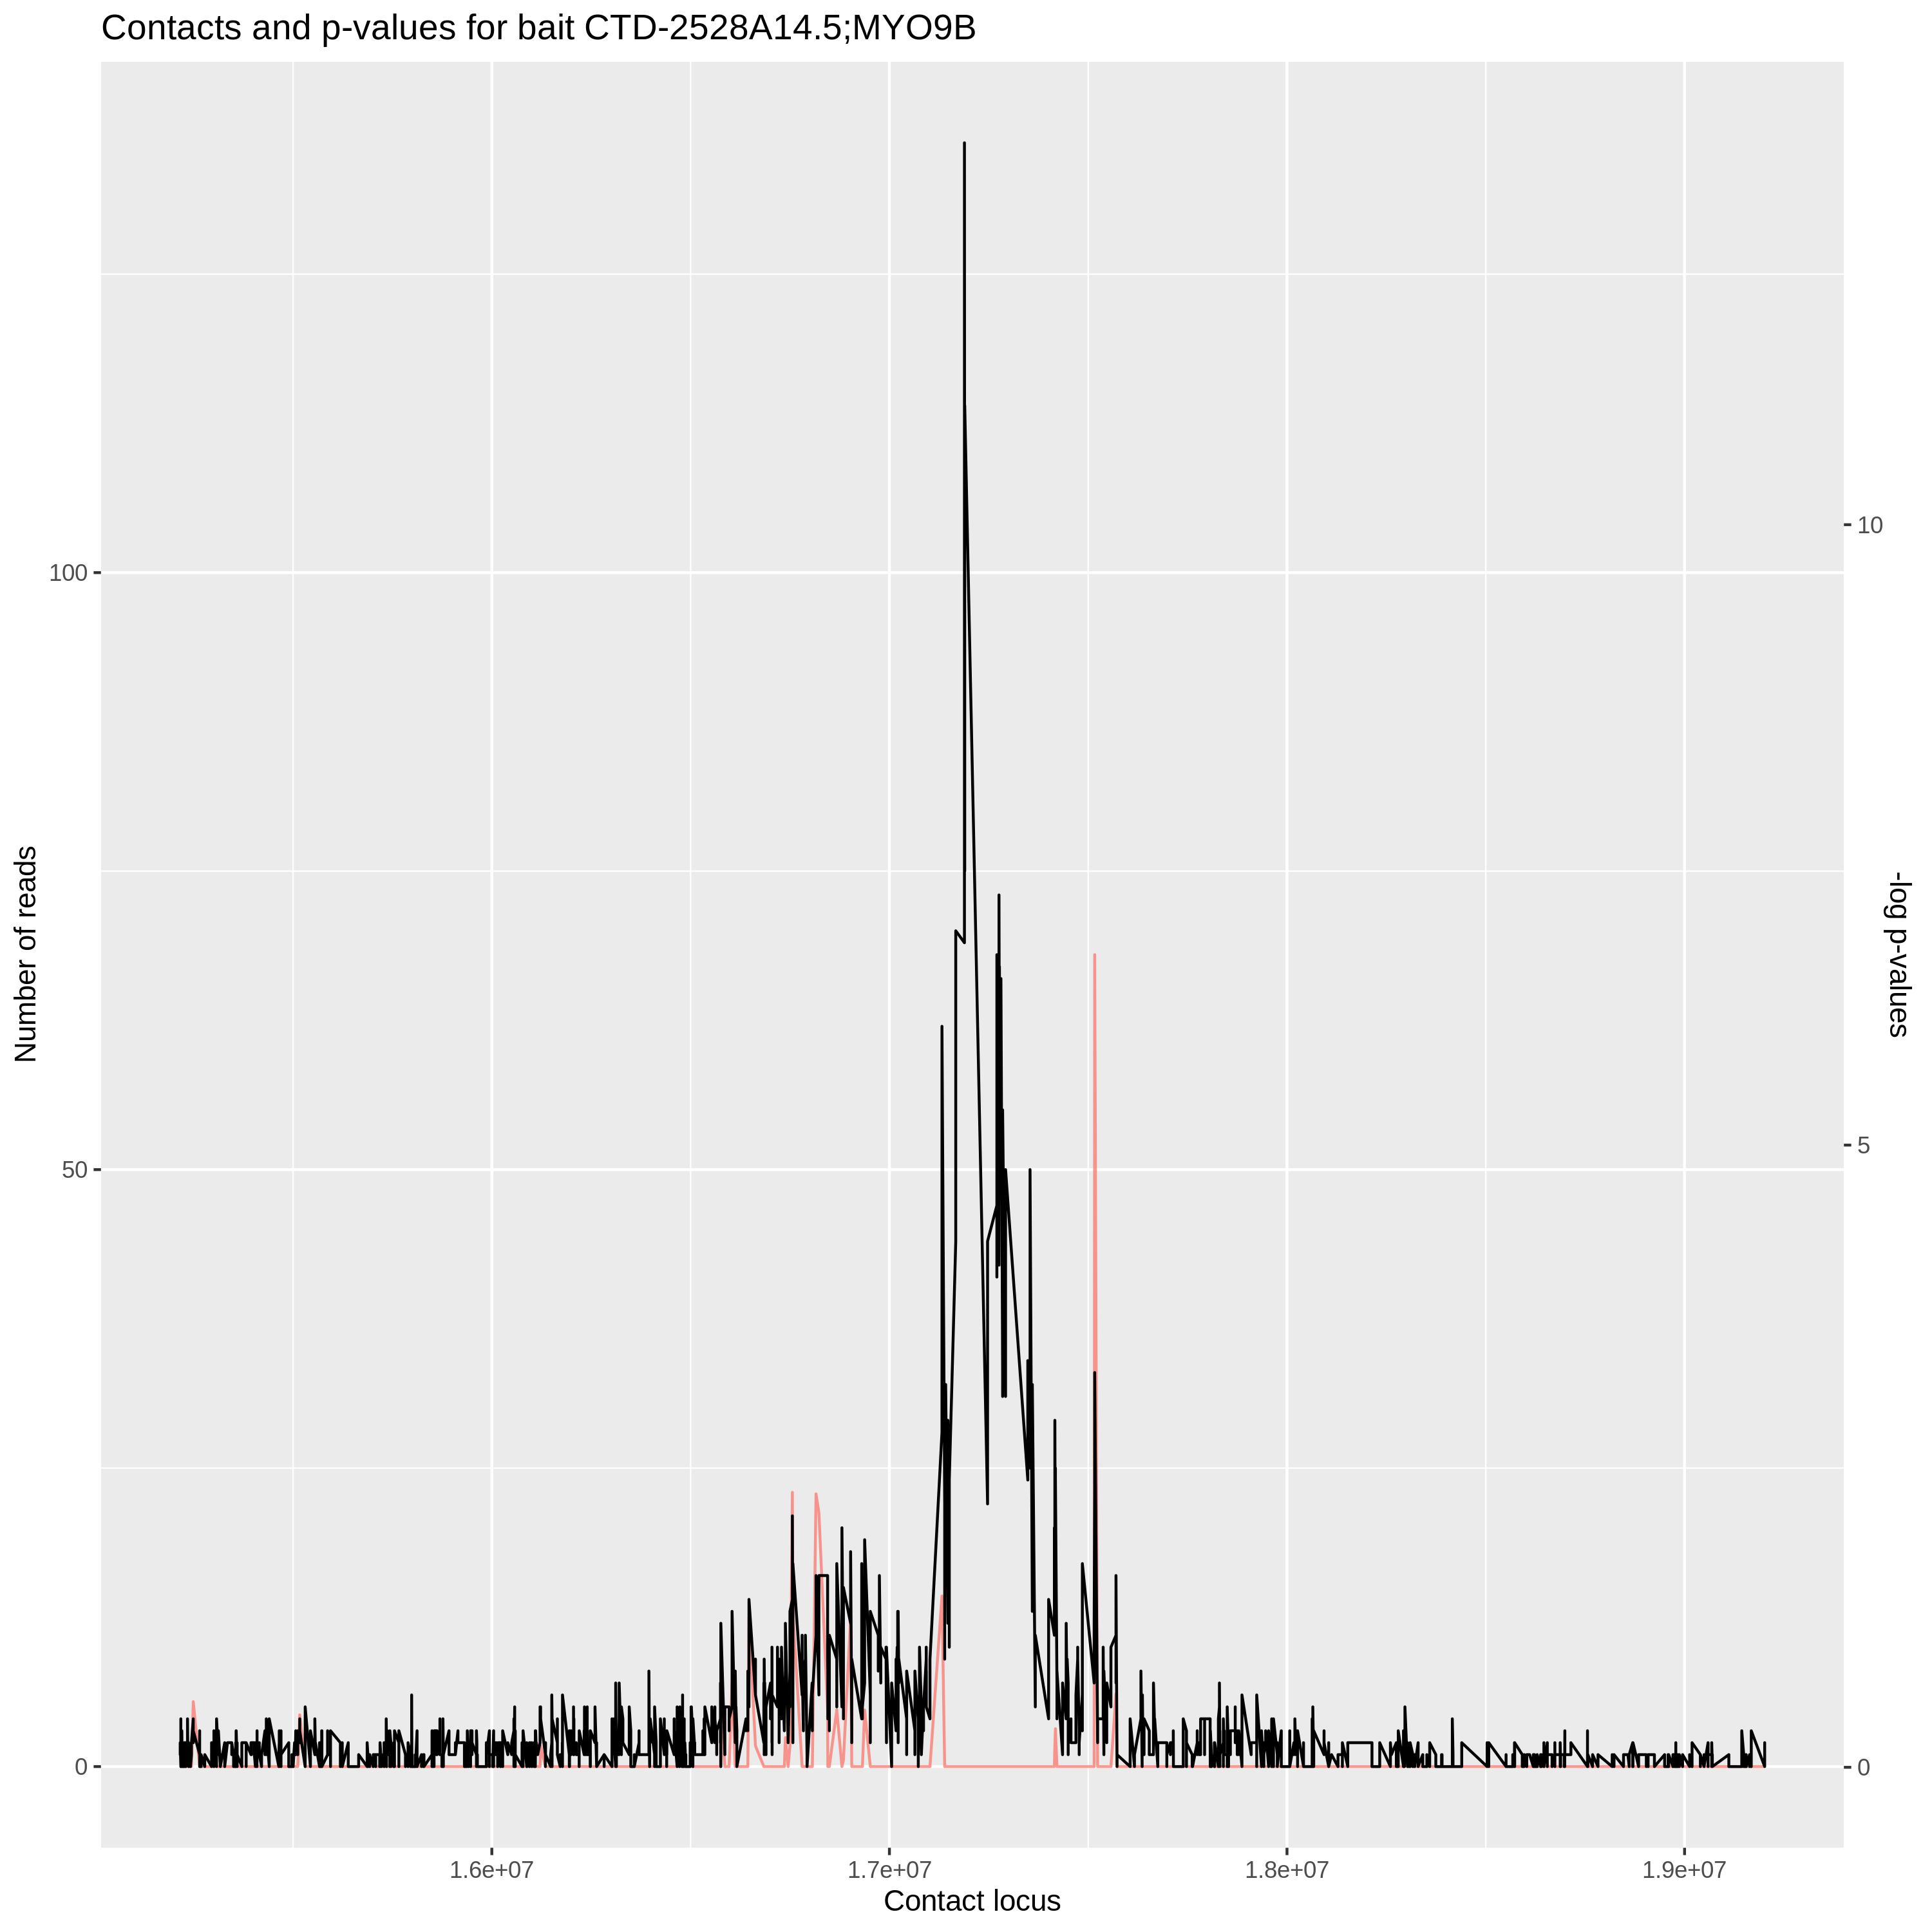 Contacts and p-values for bait CTD-2528A14.5;MYO9B
100
50
0
Number of reads
10
5
0
-log p-values
1.6e+07
1.7e+07
1.8e+07
1.9e+07
Contact locus